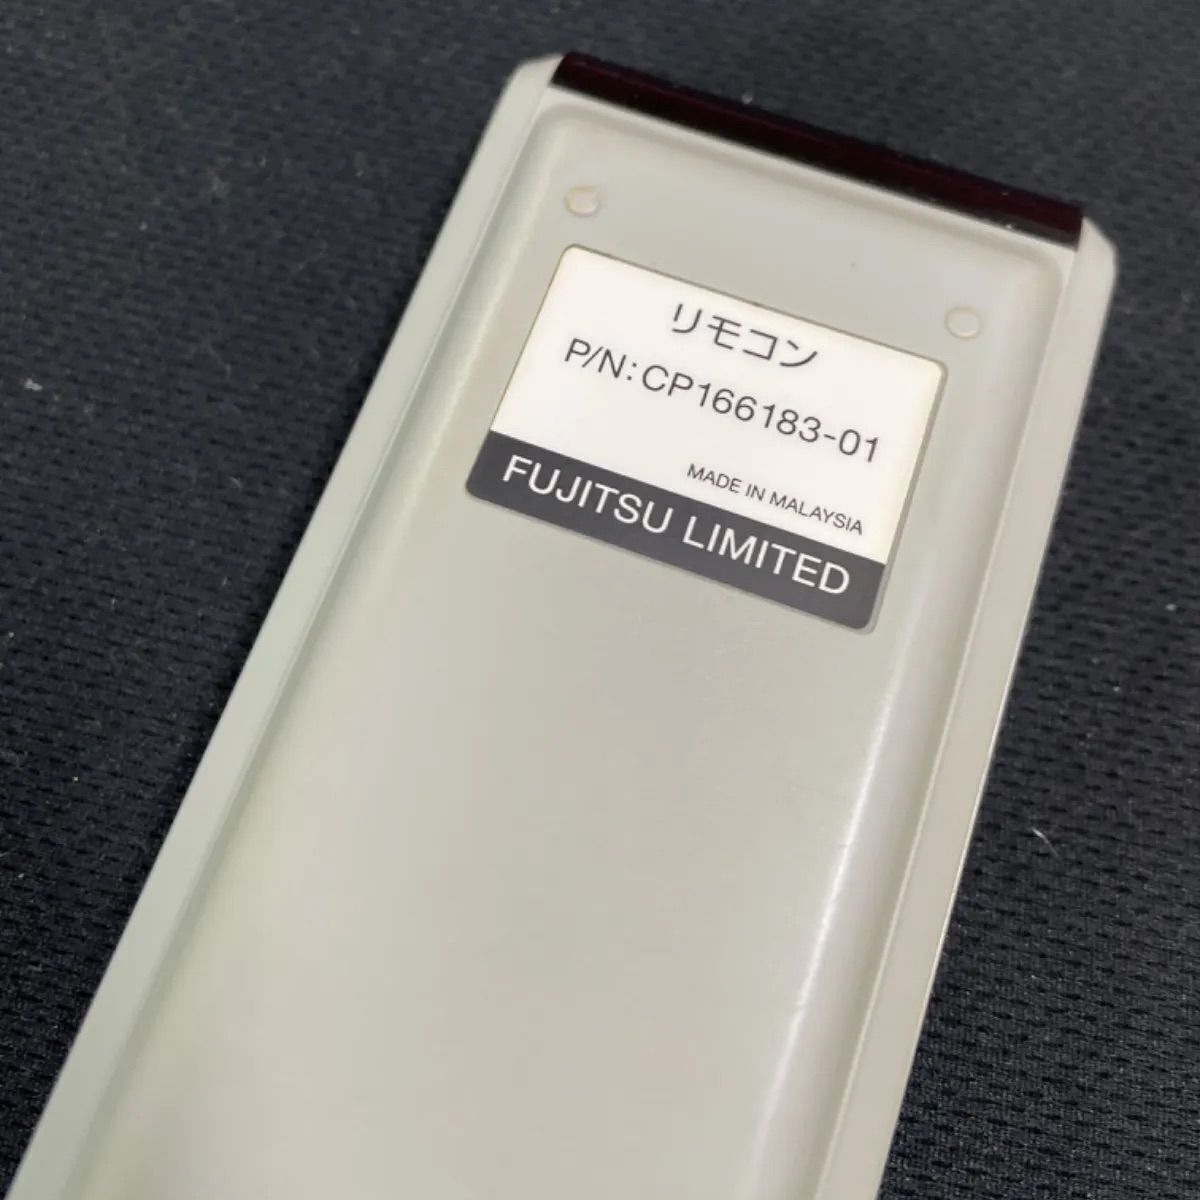 リモコン
P/N: CP166183-01
MADE IN MALAYSIA
FUJITSU LIMITED